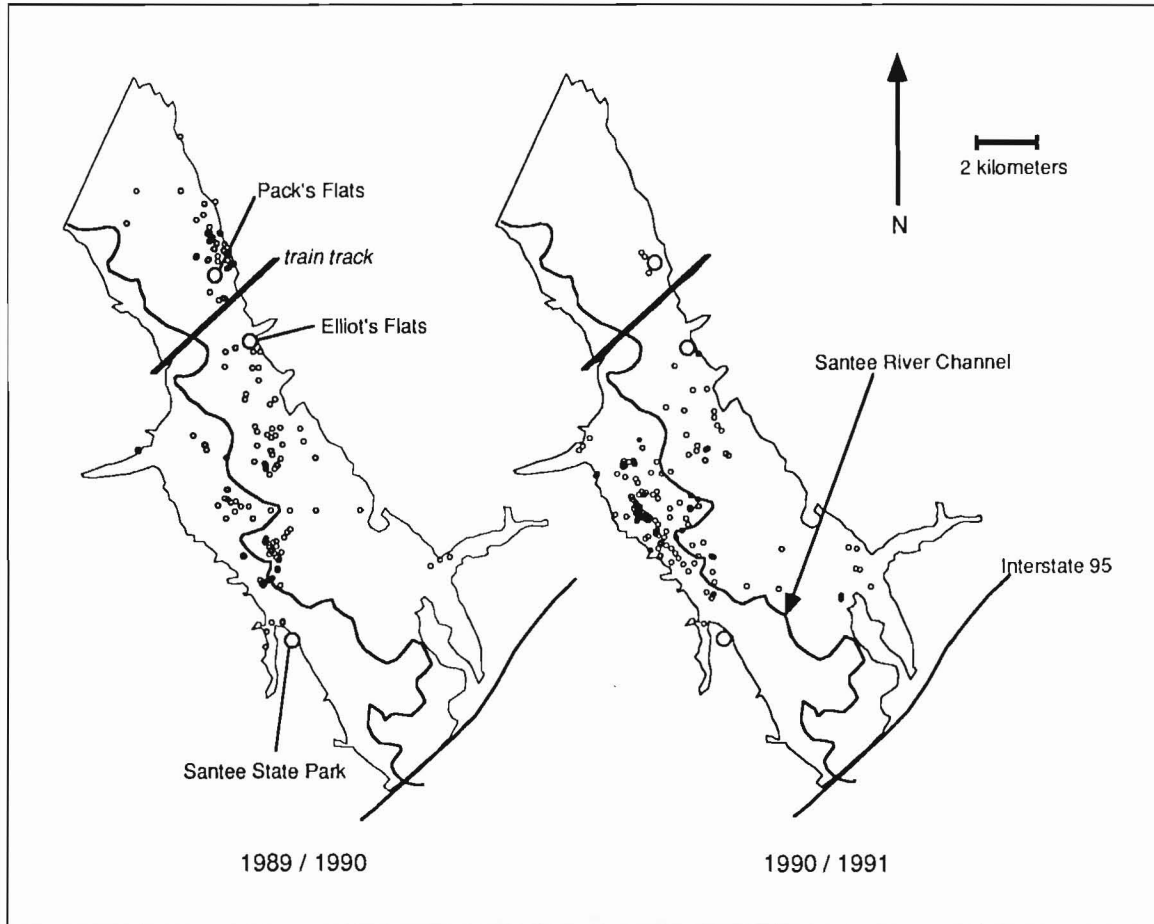 Pack's Flats
train track
Elliot's Flats
Santee State Park
1989 / 1990
N
2 kilometers
Santee River Channel
Interstate 95
1990 / 1991